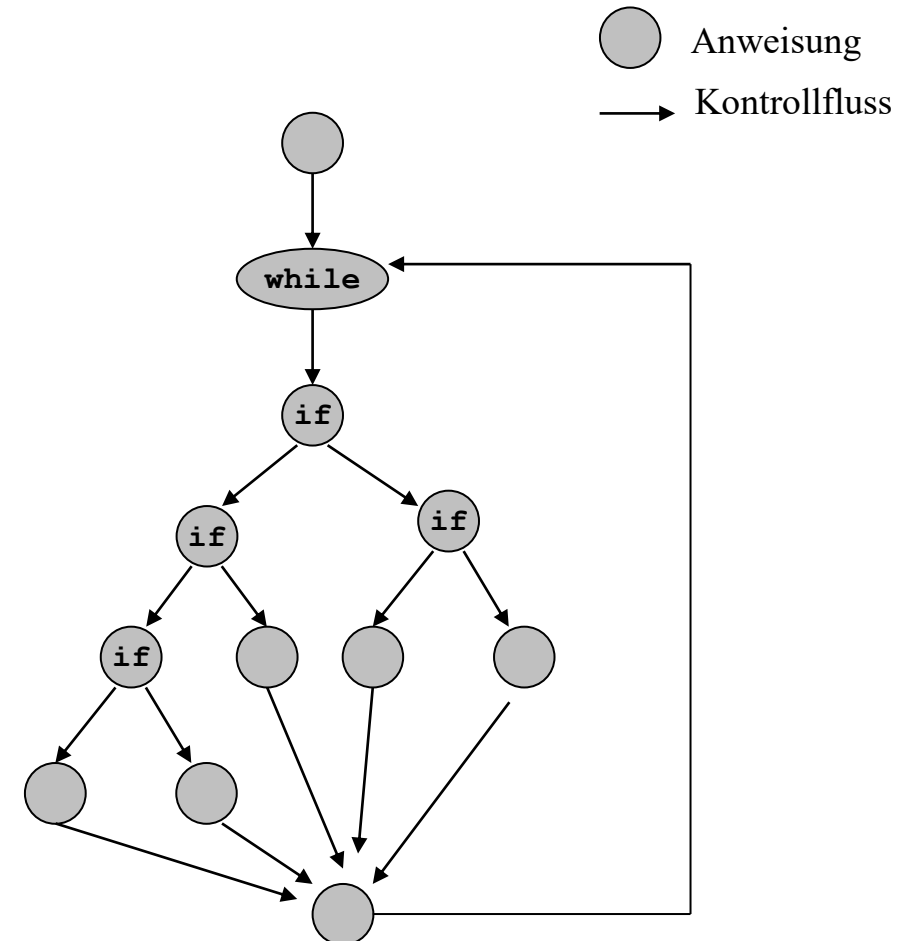 Anweisung
Kontrollfluss
while
if
if
if
if